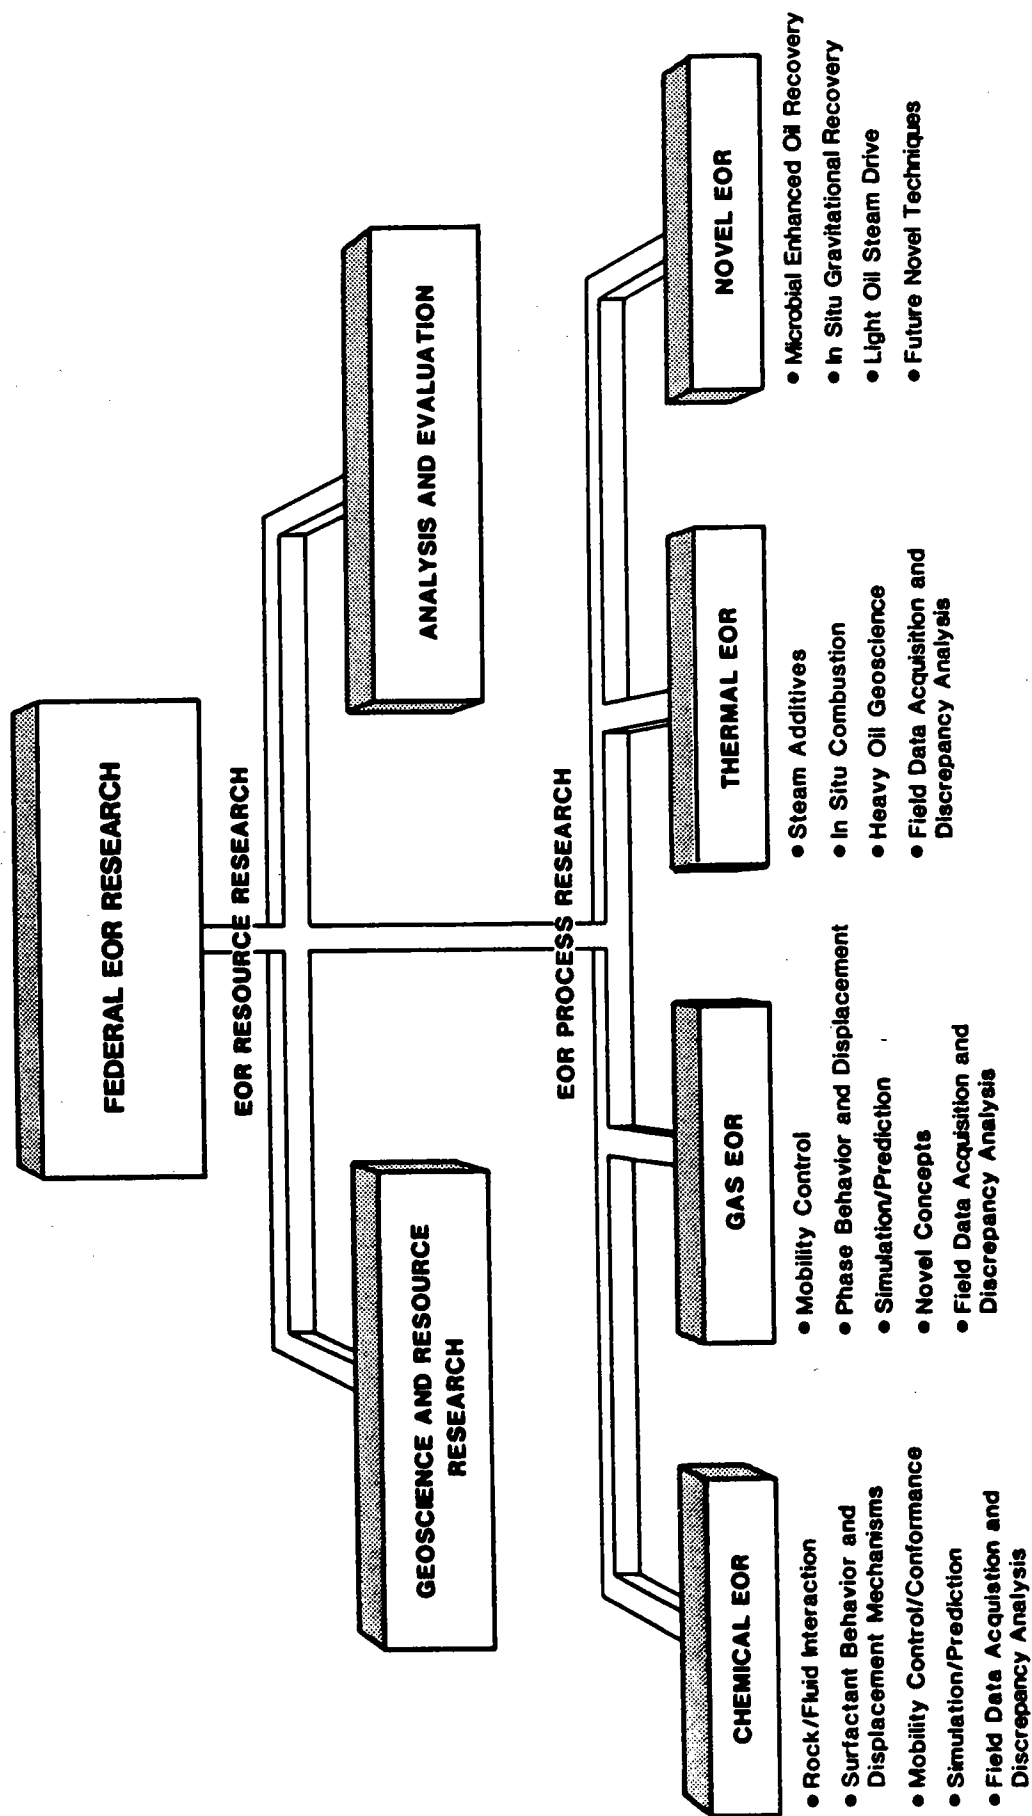 FEDERAL EOR RESEARCH
EOR RESOURCE RESEARCH
GEOSCIENCE AND RESOURCE
RESEARCH
ANALYSIS AND EVALUATION
EOR PROCESS RESEARCH
CHEMICAL EOR
• Rock/Fluid Interaction
• Surfactant Behavior and
Displacement Mechanisms
• Mobility Control/Conformance
• Simulation/Prediction
• Field Data Acquistion and
Discrepancy Analysis
GAS EOR
• Mobility Control
• Phase Behavior and Displacement
• Simulation/Prediction
• Novel Concepts
• Field Data Acquisition and
Discrepancy Analysis
THERMAL EOR
• Steam Additives
• In Situ Combustion
• Heavy Oil Geoscience
• Field Data Acquisition and
Discrepancy Analysis
NOVEL EOR
• Microbial Enhanced Oil Recovery
• In Situ Gravitational Recovery
• Light Oil Steam Drive
• Future Novel Techniques